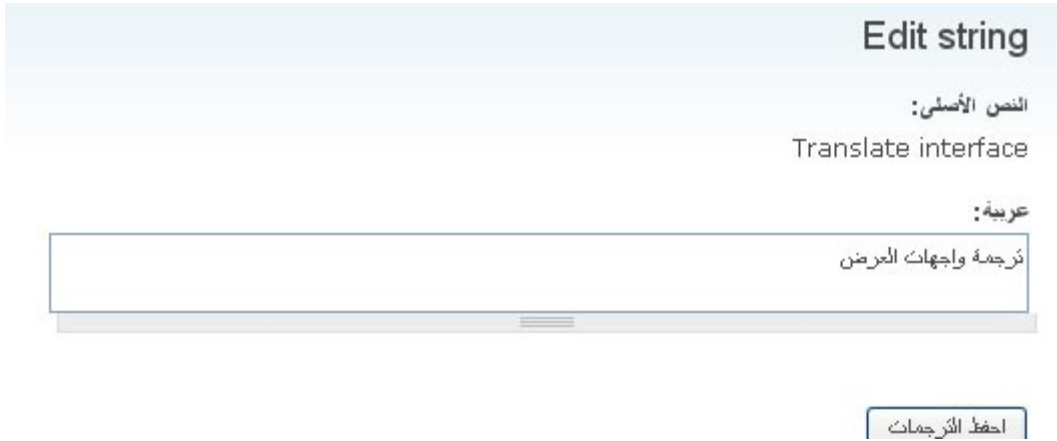 Edit string
النص الأصلي:
Translate interface
عربية:
ترجمة واجهات العرض
احفظ الترجمات